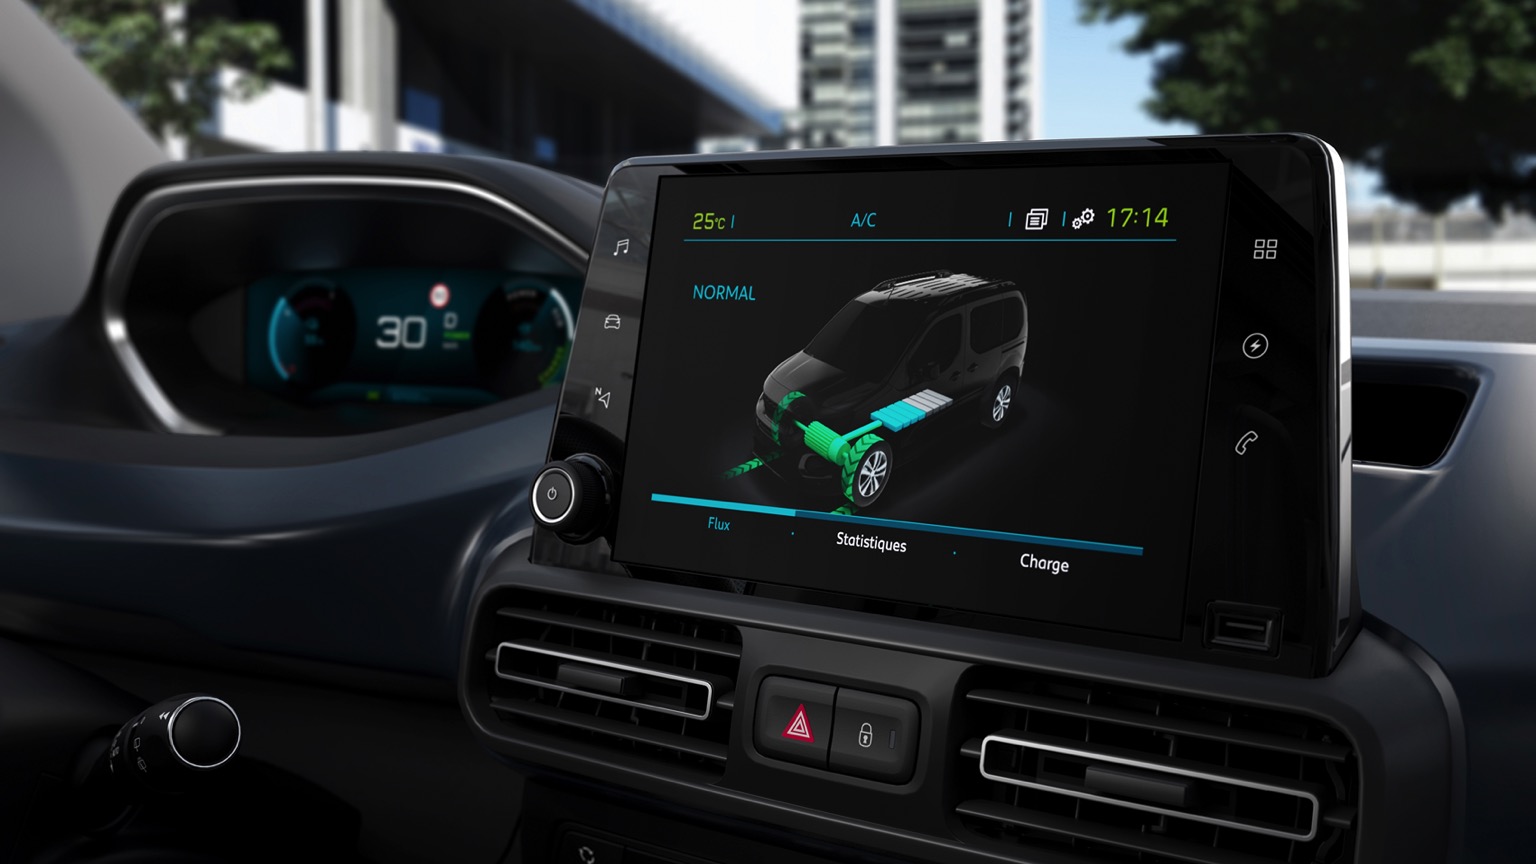 25°C
A/C
17:14
NORMAL
Flux
Statistiques
Charge
30
D
N